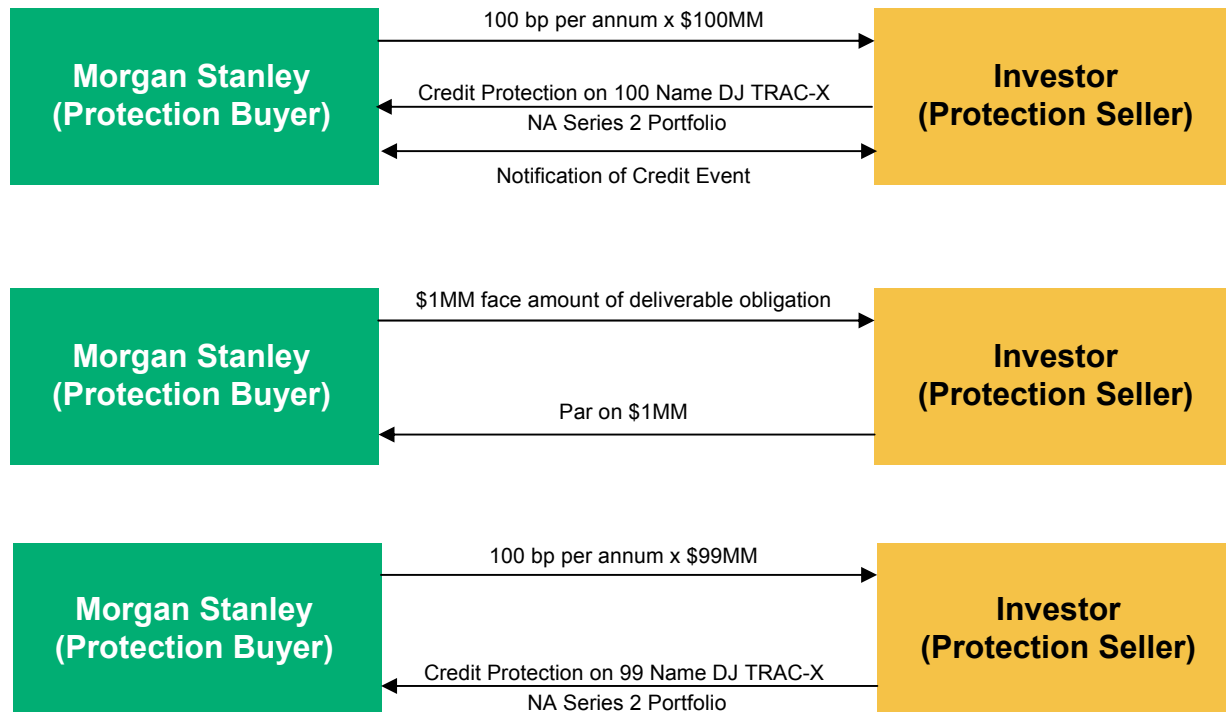 100 bp per annum x $100MM
Morgan Stanley
(Protection Buyer)
Credit Protection on 100 Name DJ TRAC-X
NA Series 2 Portfolio
Notification of Credit Event
Investor
(Protection Seller)
$1MM face amount of deliverable obligation
Morgan Stanley
(Protection Buyer)
Par on $1MM
Investor
(Protection Seller)
100 bp per annum x $99MM
Morgan Stanley
(Protection Buyer)
Credit Protection on 99 Name DJ TRAC-X
NA Series 2 Portfolio
Investor
(Protection Seller)